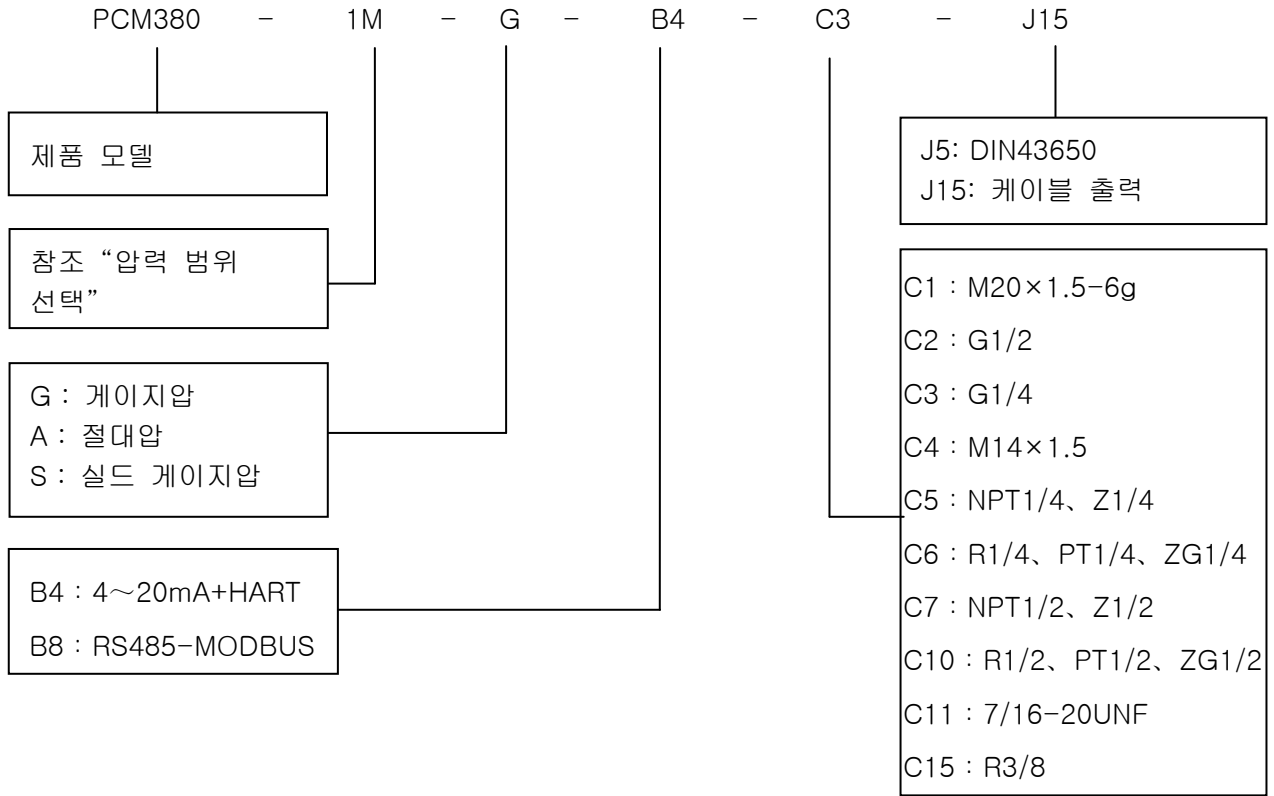 PCM380 - 1M - G - B4 - C3 - J15
제품 모델
참조 “압력 범위
선택”
G : 게이지압
A : 절대압
S : 실드 게이지압
B4 : 4～20mA+HART
B8 : RS485-MODBUS
J5: DIN43650
J15: 케이블 출력
C1 : M20×1.5-6g
C2 : G1/2
C3 : G1/4
C4 : M14×1.5
C5 : NPT1/4、Z1/4
C6 : R1/4、PT1/4、ZG1/4
C7 : NPT1/2、Z1/2
C10 : R1/2、PT1/2、ZG1/2
C11 : 7/16-20UNF
C15 : R3/8